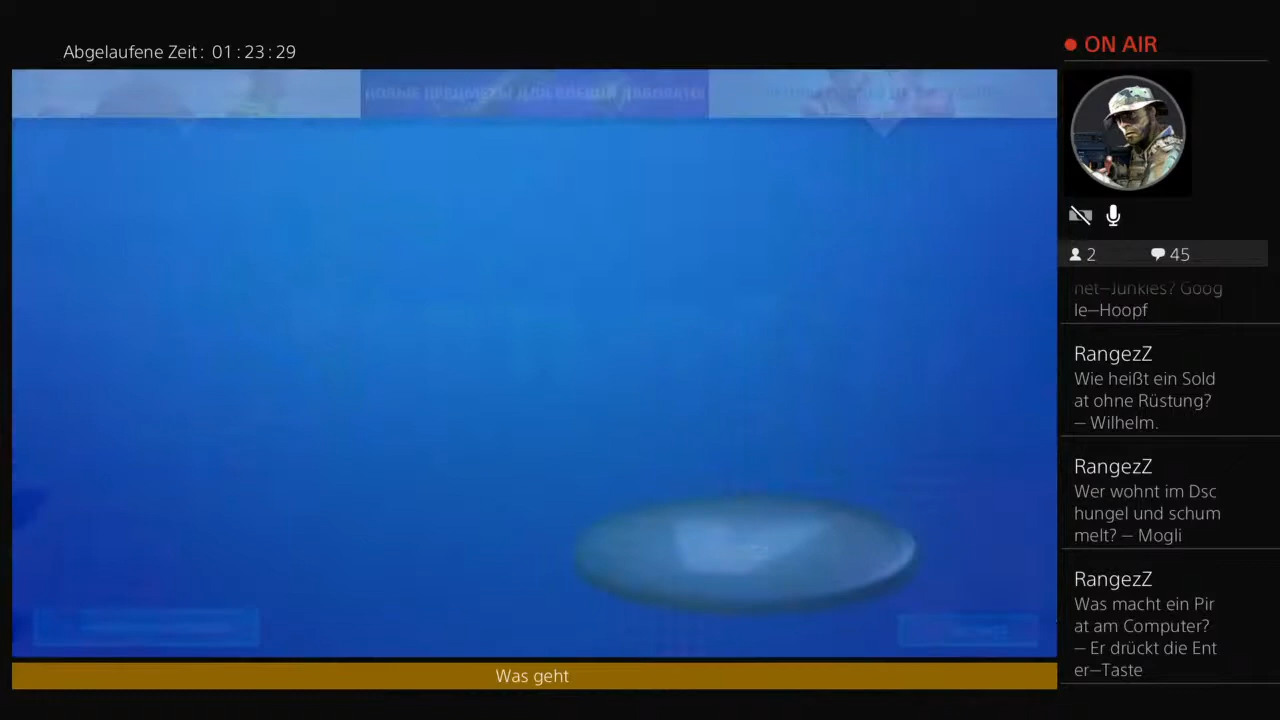 Abgelaufene Zeit: 01:23:29
ON AIR
2 45
net-Junkies? Goog
le-Hoopf
RangezZ
Wie heißt ein Sold
at ohne Rüstung?
– Wilhelm.
RangezZ
Wer wohnt im Dsc
hungel und schum
melt? – Mogli
RangezZ
Was macht ein Pir
at am Computer?
– Er drückt die Ent
er-Taste
Was geht